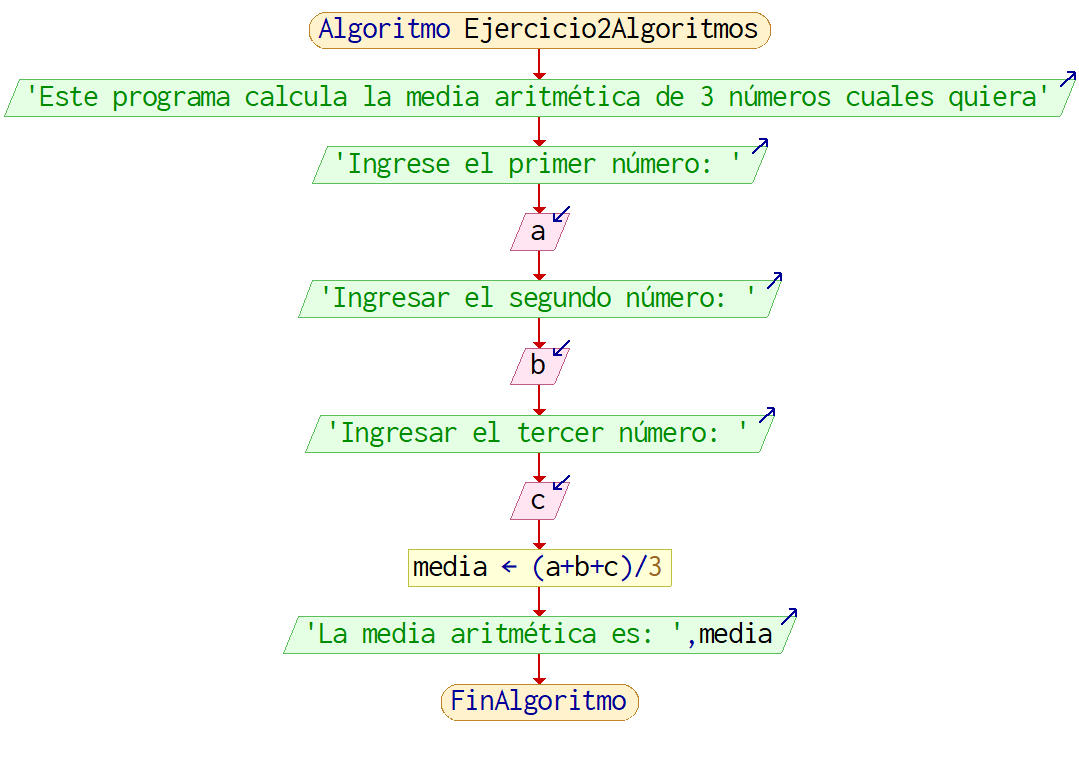 Algoritmo Ejercicio2Algoritmos
'Este programa calcula la media aritmética de 3 números cuales quiera'
'Ingrese el primer número: '
a
'Ingresar el segundo número: '
b
'Ingresar el tercer número: '
c
media ← (a+b+c)/3
'La media aritmética es: ',media
FinAlgoritmo